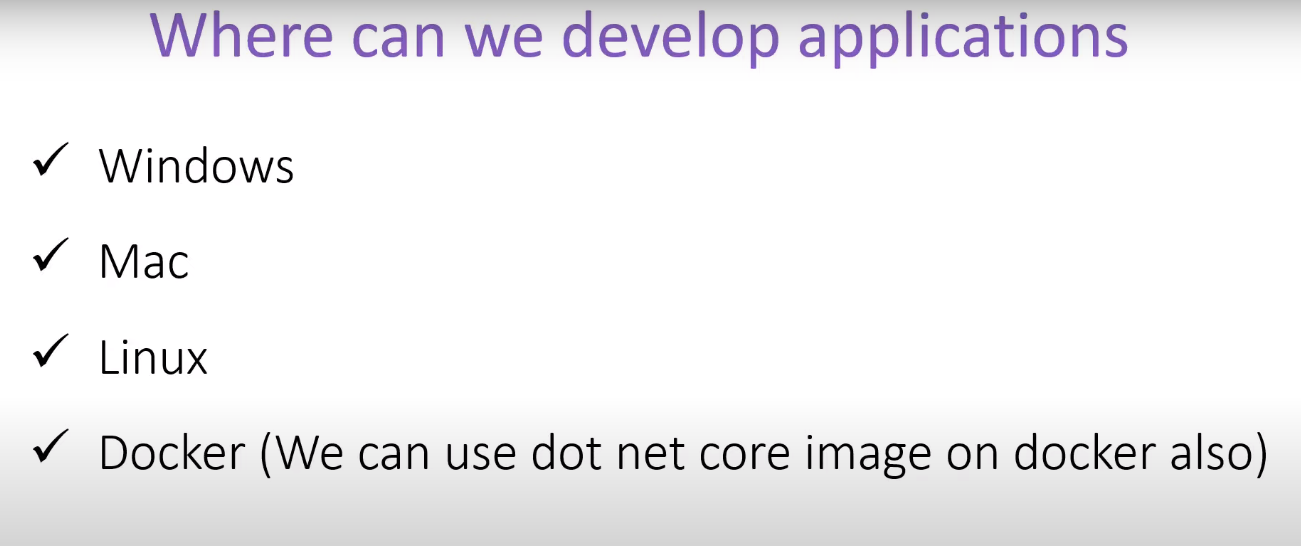 Where can we develop applications
✓ Windows
✓ Mac
✓ Linux
✓ Docker (We can use dot net core image on docker also)